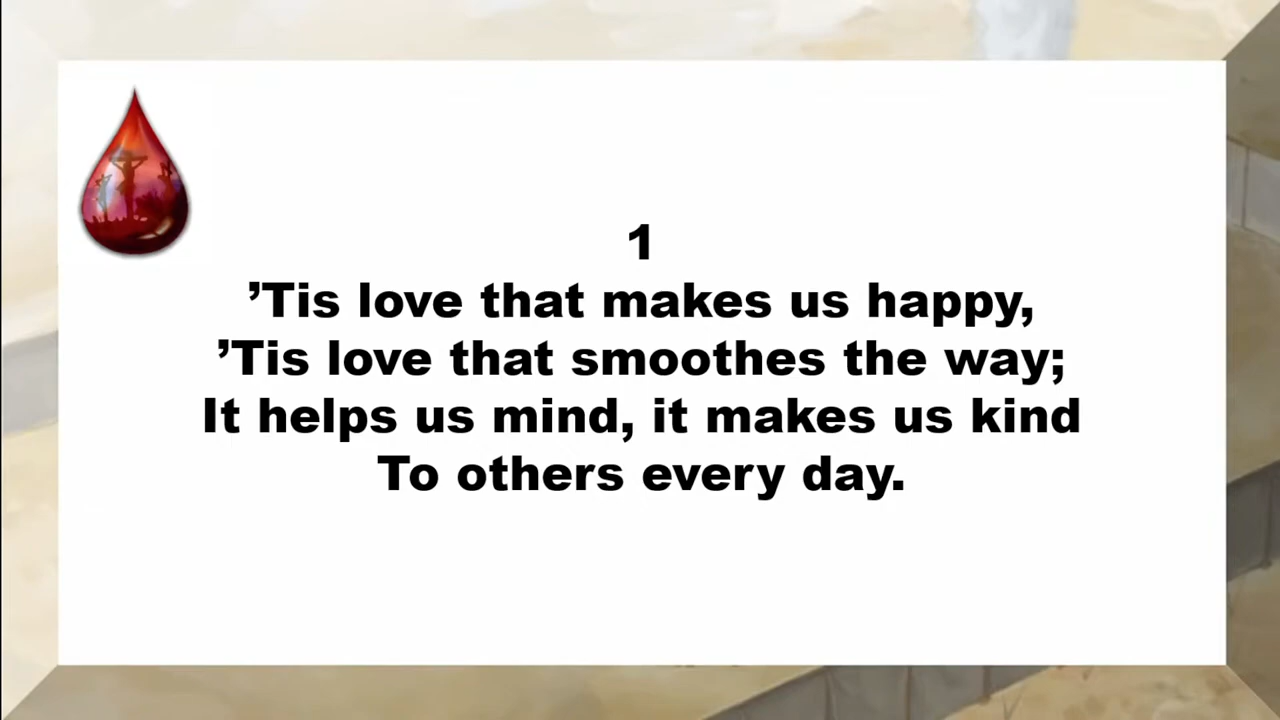 1
’Tis love that makes us happy,
’Tis love that smoothes the way;
It helps us mind, it makes us kind
To others every day.